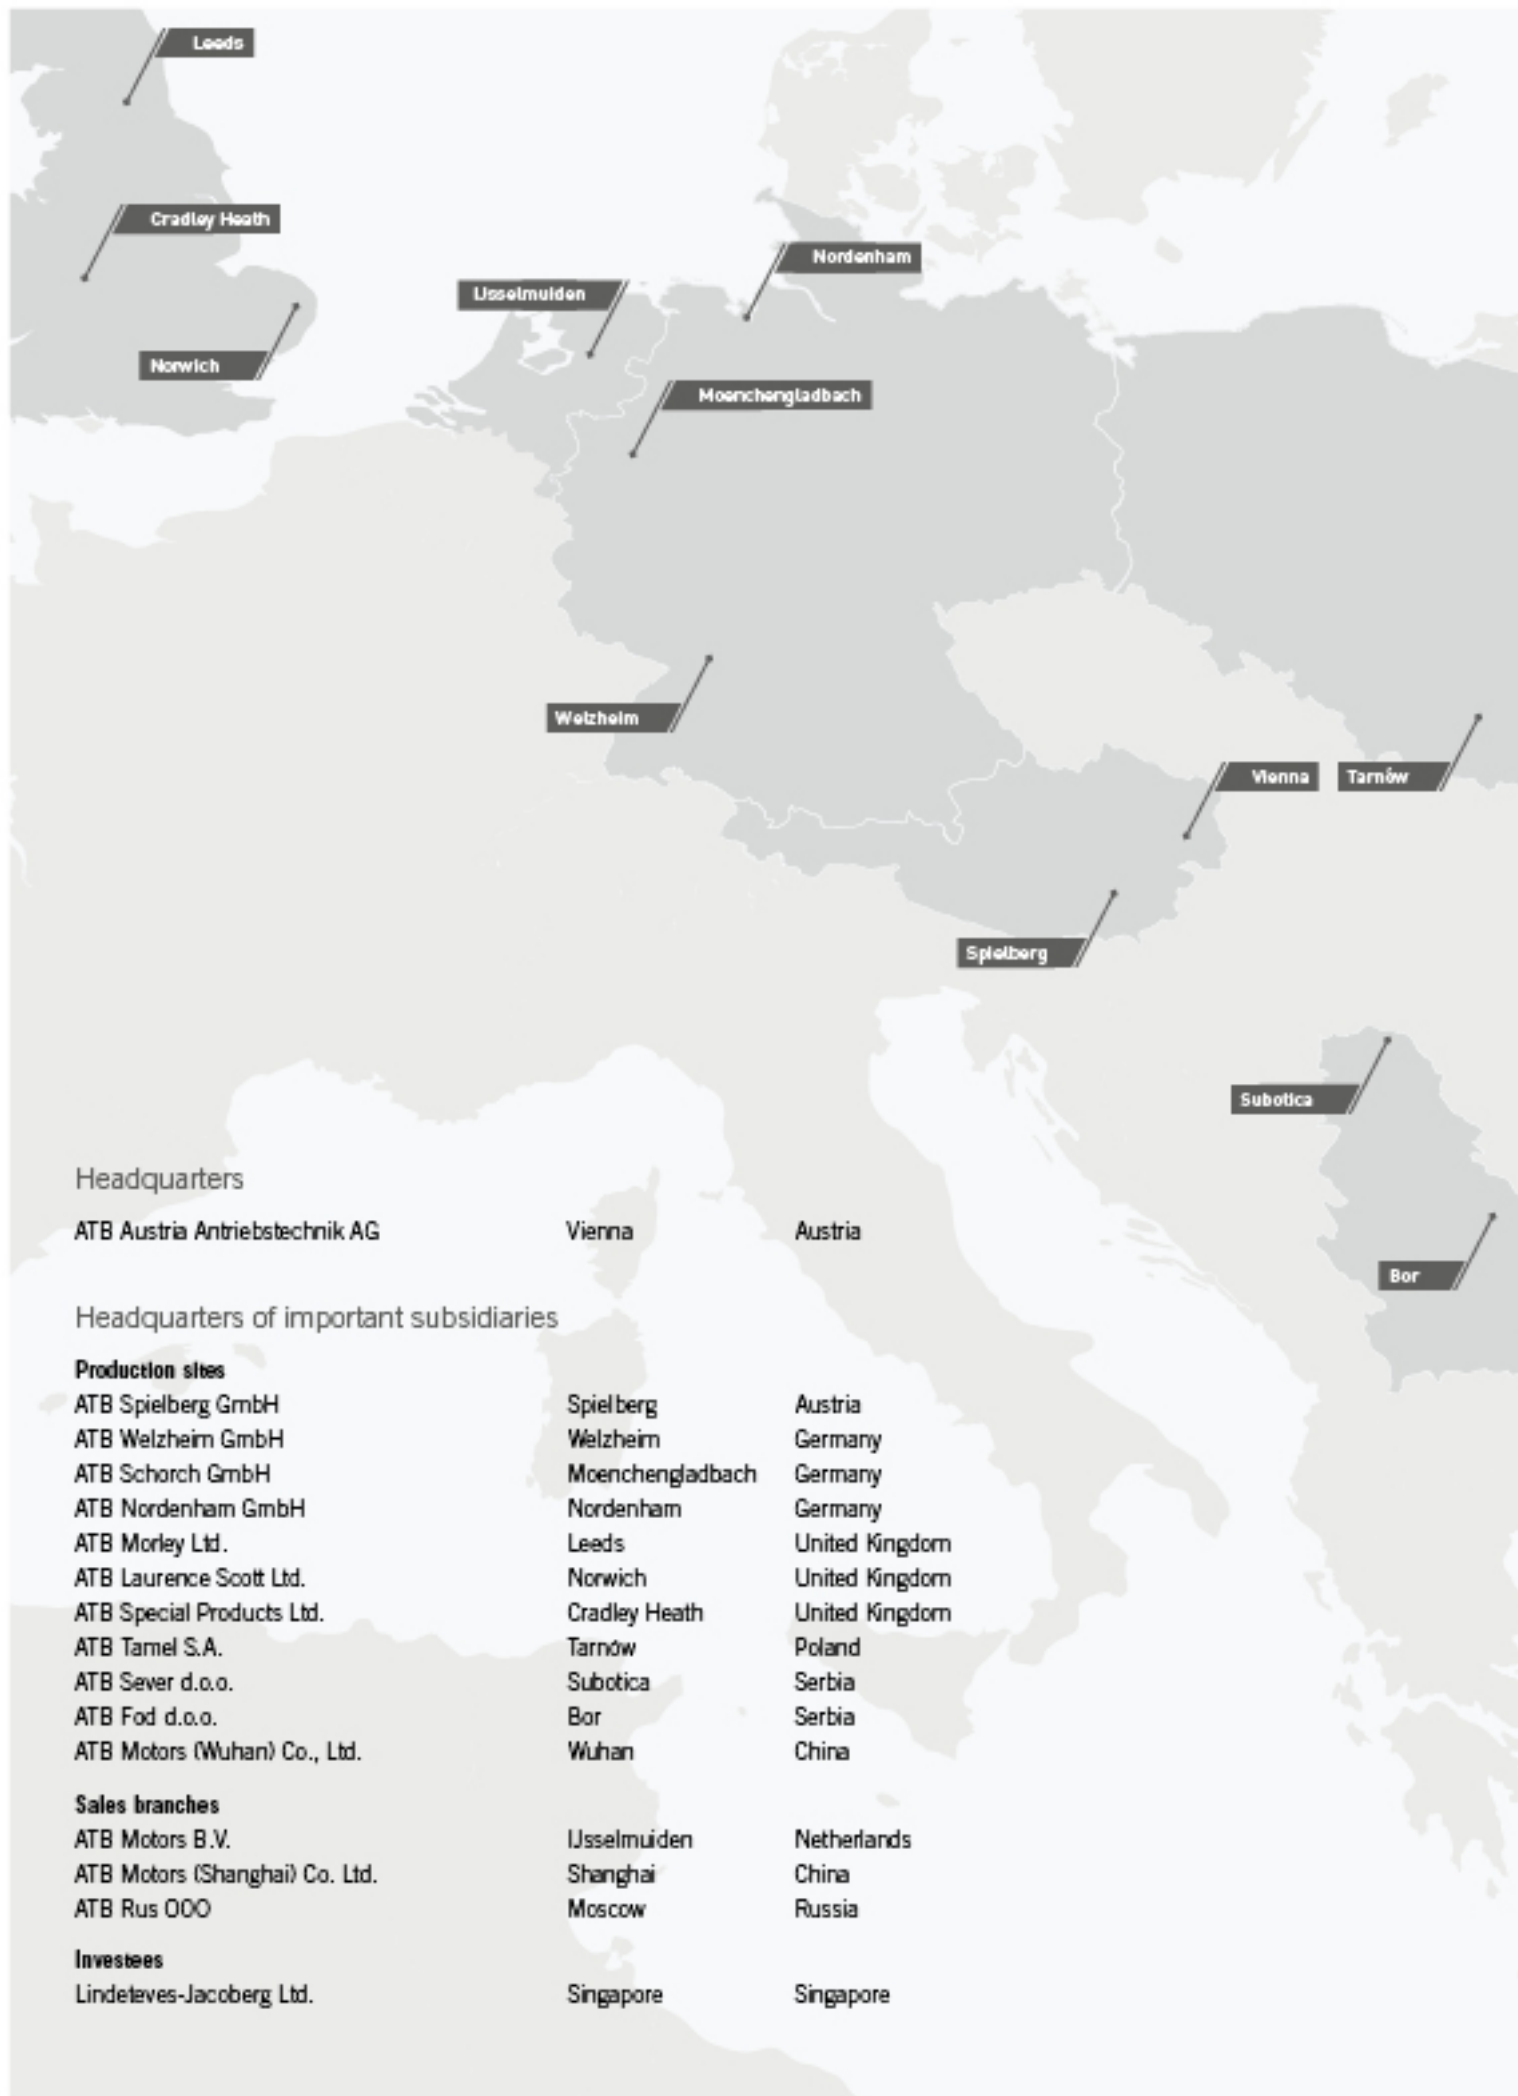 Leeds
Cradley Heath
Nordenham
IJsselmuiden
Norwich
Moenchengladbach
Welzheim
Vienna Tarnów
Spielberg
Subotica
Bor
Headquarters
ATB Austria Antriebstechnik AG Vienna Austria
Headquarters of important subsidiaries
Production sites
ATB Spielberg GmbH Spielberg Austria
ATB Welzheim GmbH Welzheim Germany
ATB Schorch GmbH Moenchengladbach Germany
ATB Nordenham GmbH Nordenham Germany
ATB Morley Ltd. Leeds United Kingdom
ATB Laurence Scott Ltd. Norwich United Kingdom
ATB Special Products Ltd. Cradley Heath United Kingdom
ATB Tamel S.A. Tarnów Poland
ATB Sever d.o.o. Subotica Serbia
ATB Fod d.o.o. Bor Serbia
ATB Motors (Wuhan) Co., Ltd. Wuhan China
Sales branches
ATB Motors B.V. IJsselmuiden Netherlands
ATB Motors (Shanghai) Co. Ltd. Shanghai China
ATB Rus OOO Moscow Russia
Investees
Lindeteves-Jacoberg Ltd. Singapore Singapore